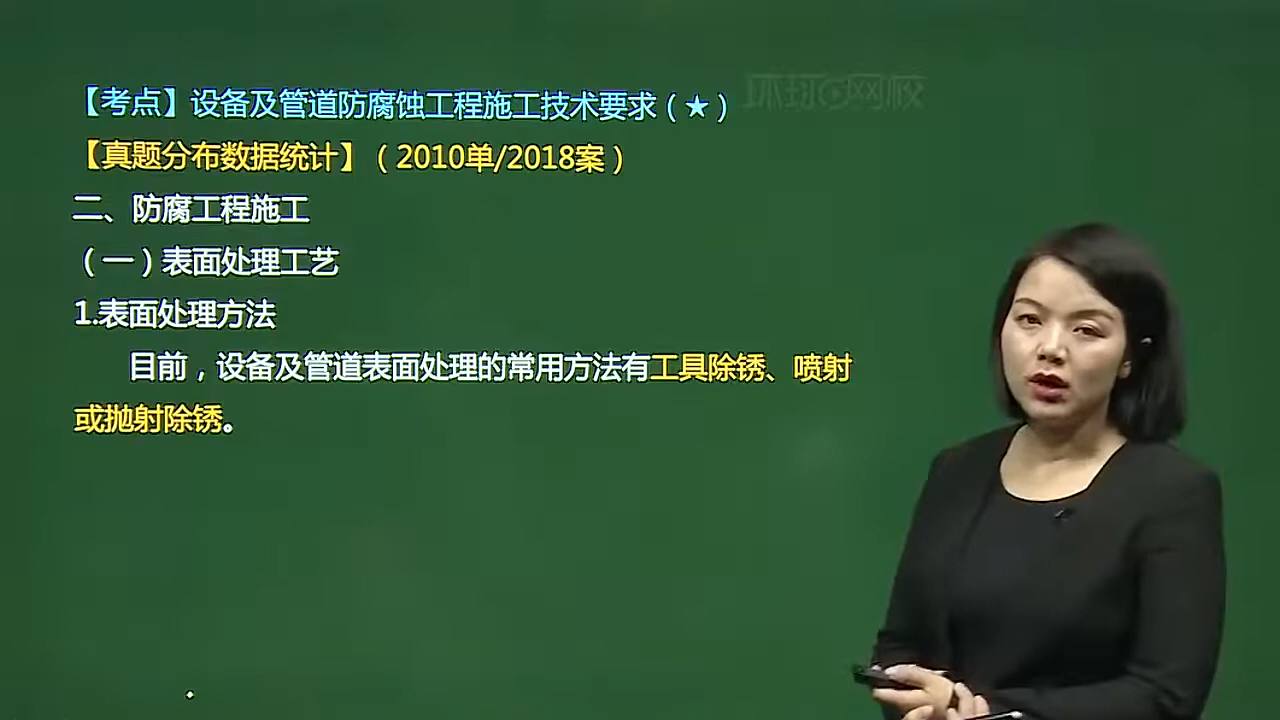 环球网校
【考点】设备及管道防腐蚀工程施工技术要求（★）
【真题分布数据统计】（2010单/2018案）
二、防腐工程施工
（一）表面处理工艺
1.表面处理方法
目前，设备及管道表面处理的常用方法有工具除锈、喷射
或抛射除锈。